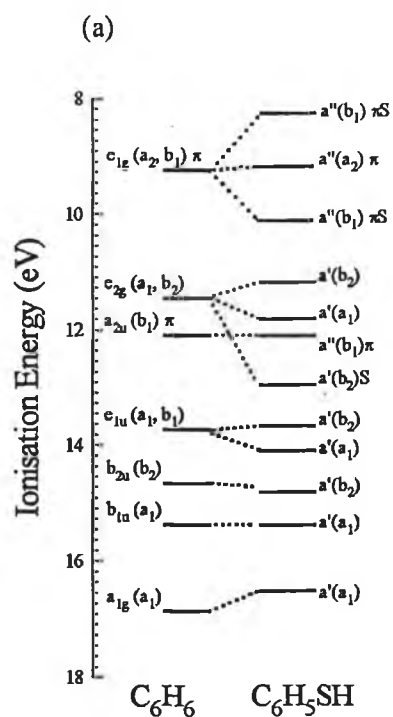 (a)
Ionisation Energy (eV)
8
10
12
14
16
18
e1g (a2, b1) π
e2g (a1, b2)
a2u (b1) π
e1u (a1, b1)
b2u (b2)
b1u (a1)
a1g (a1)
a"(b1) πS
a"(a2) π
a"(b1) πS
a'(b2)
a'(a1)
a"(b1)π
a'(b2)S
a'(b2)
a'(a1)
a'(b2)
a'(a1)
a'(a1)
C6H6
C6H5SH